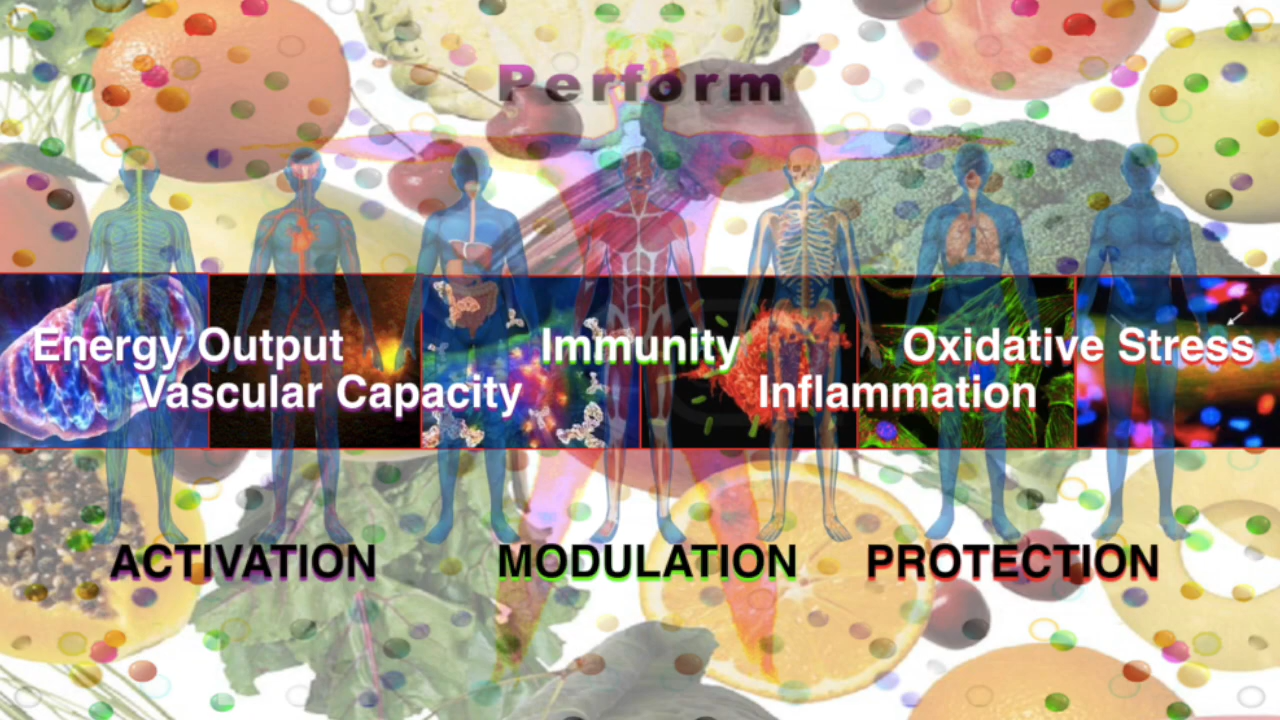 Perform
Energy Output
Vascular Capacity
Immunity
Inflammation
Oxidative Stress
ACTIVATION
MODULATION
PROTECTION